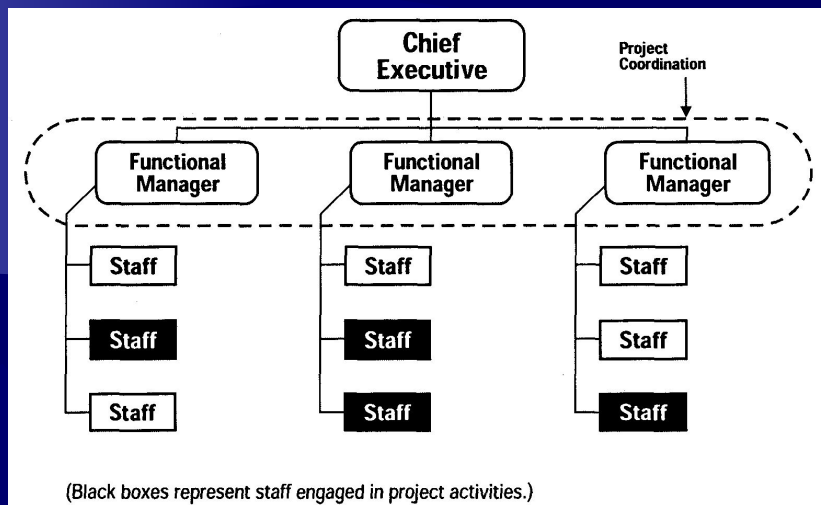 Chief
Executive
Project
Coordination
Functional
Manager
Functional
Manager
Functional
Manager
Staff
Staff
Staff
Staff
Staff
Staff
Staff
Staff
Staff
(Black boxes represent staff engaged in project activities.)